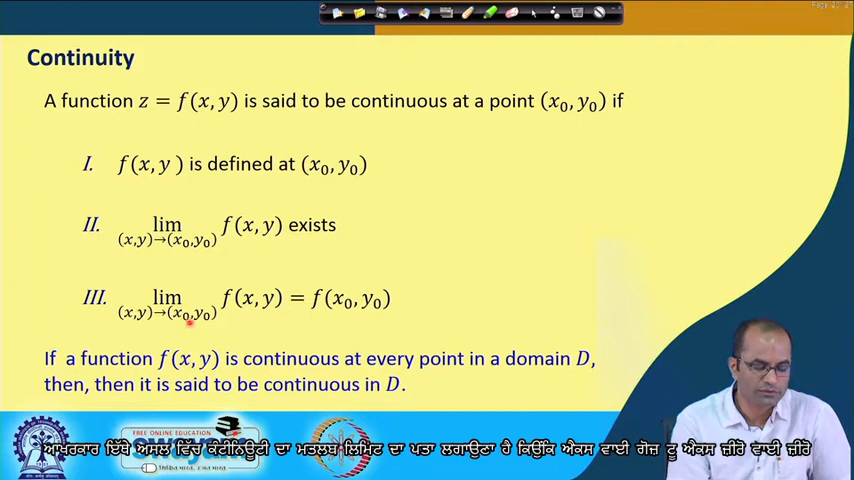 Continuity
A function z = f(x, y) is said to be continuous at a point (x₀, y₀) if
I. f(x, y ) is defined at (x₀, y₀)
II. lim (x,y)→(x₀,y₀) f(x, y) exists
III. lim (x,y)→(x₀,y₀) f(x, y) = f(x₀, y₀)
If a function f(x, y) is continuous at every point in a domain D,
then, then it is said to be continuous in D.
FREE ONLINE EDUCATION
swayam
ਆਖਰਕਾਰ ਇੱਥੇ ਅਸਲ ਵਿੱਚ ਕੰਟੀਨਿਊਟੀ ਦਾ ਮਤਲਬ ਲਿਮਿਟ ਦਾ ਪਤਾ ਲਗਾਉਣਾ ਹੈ ਕਿਉਂਕਿ ਐਕਸ ਵਾਈ ਗੋਜ਼ ਟੂ ਐਕਸ ਜ਼ੀਰੋ ਵਾਈ ਜ਼ੀਰੋ